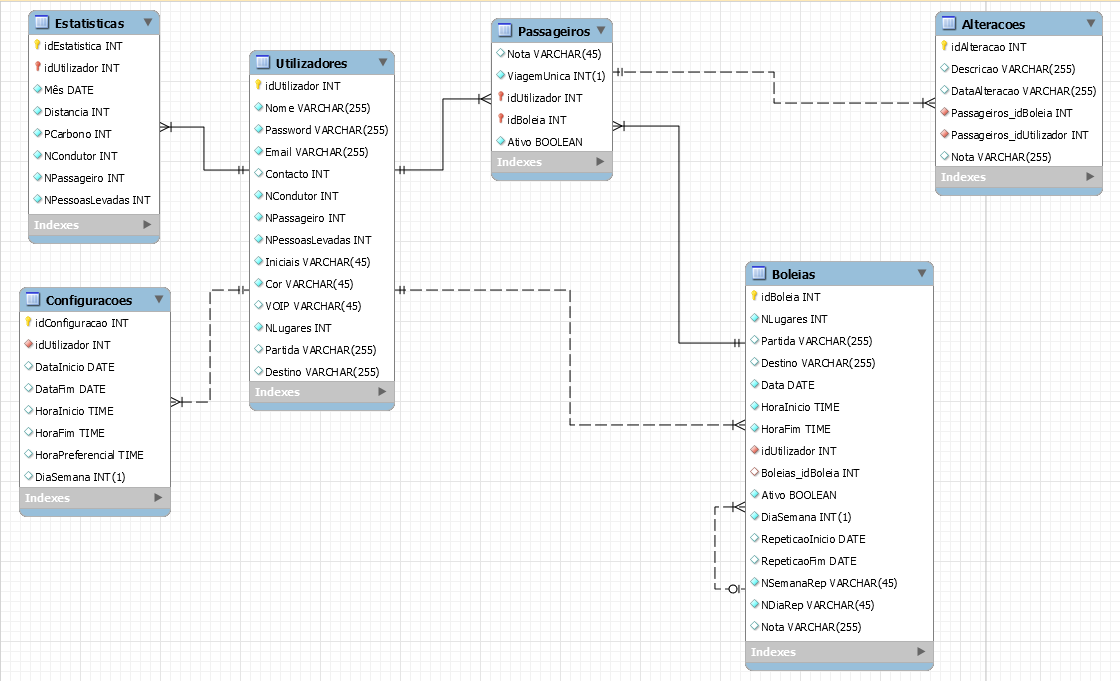 Estatisticas
idEstatistica INT
idUtilizador INT
Mês DATE
Distancia INT
PCarbono INT
NCondutor INT
NPassageiro INT
NPessoasLevadas INT
Indexes
Configuracoes
idConfiguracao INT
idUtilizador INT
DataInicio DATE
DataFim DATE
HoraInicio TIME
HoraFim TIME
HoraPreferencial TIME
DiaSemana INT(1)
Indexes
Utilizadores
idUtilizador INT
Nome VARCHAR(255)
Password VARCHAR(255)
Email VARCHAR(255)
Contacto INT
NCondutor INT
NPassageiro INT
NPessoasLevadas INT
Iniciais VARCHAR(45)
Cor VARCHAR(45)
VOIP VARCHAR(45)
NLugares INT
Partida VARCHAR(255)
Destino VARCHAR(255)
Indexes
Passageiros
Nota VARCHAR(45)
ViagemUnica INT(1)
idUtilizador INT
idBoleia INT
Ativo BOOLEAN
Indexes
Alteracoes
idAlteracao INT
Descricao VARCHAR(255)
DataAlteracao VARCHAR(255)
Passageiros_idBoleia INT
Passageiros_idUtilizador INT
Nota VARCHAR(255)
Indexes
Boleias
idBoleia INT
NLugares INT
Partida VARCHAR(255)
Destino VARCHAR(255)
Data DATE
HoraInicio TIME
HoraFim TIME
idUtilizador INT
Boleias_idBoleia INT
Ativo BOOLEAN
DiaSemana INT(1)
RepeticaoInicio DATE
RepeticaoFim DATE
NSemanaRep VARCHAR(45)
NDiaRep VARCHAR(45)
Nota VARCHAR(255)
Indexes